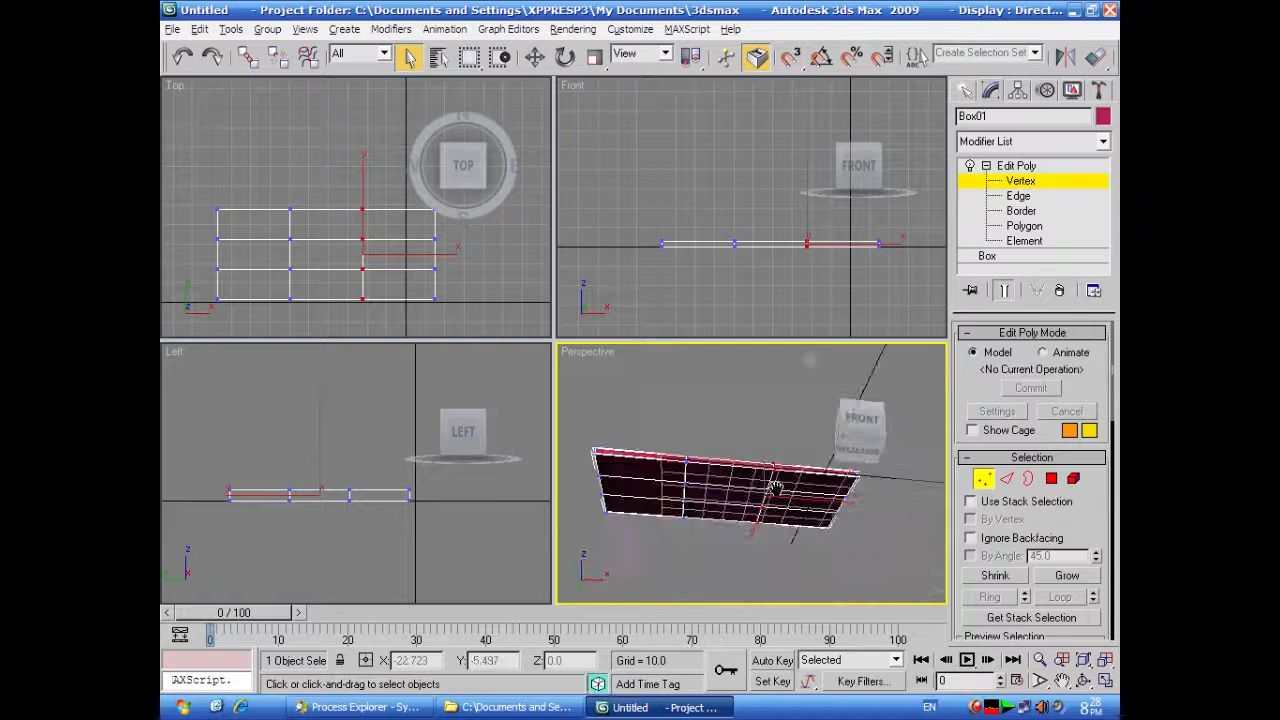 Untitled - Project Folder: C:\Documents and Settings\XPPRESP3\My Documents\3dsmax - Autodesk 3ds Max 2009 - Display : Direct...
File Edit Tools Group Views Create Modifiers Animation Graph Editors Rendering Customize MAXScript Help
All View 3 ABC Create Selection Set
Top Front
TOP FRONT
Left Perspective
LEFT FRONT
Box01
Modifier List
Edit Poly
Vertex
Edge
Border
Polygon
Element
Box
Edit Poly Mode
Model Animate
<No Current Operation>
Commit
Settings Cancel
Show Cage
Selection
Use Stack Selection
By Vertex
Ignore Backfacing
By Angle: 45.0
Shrink Grow
Ring Loop
Get Stack Selection
Preview Selection
0 / 100
0 10 20 30 40 50 60 70 80 90 100
1 Object Sele X: -22.723 Y: -5.497 Z: 0.0 Grid = 10.0 Auto Key Selected
AXScript. Click or click-and-drag to select objects Add Time Tag Set Key Key Filters... 0
start Process Explorer - Sy... C:\Documents and Se... Untitled - Project ... EN 8:28 PM